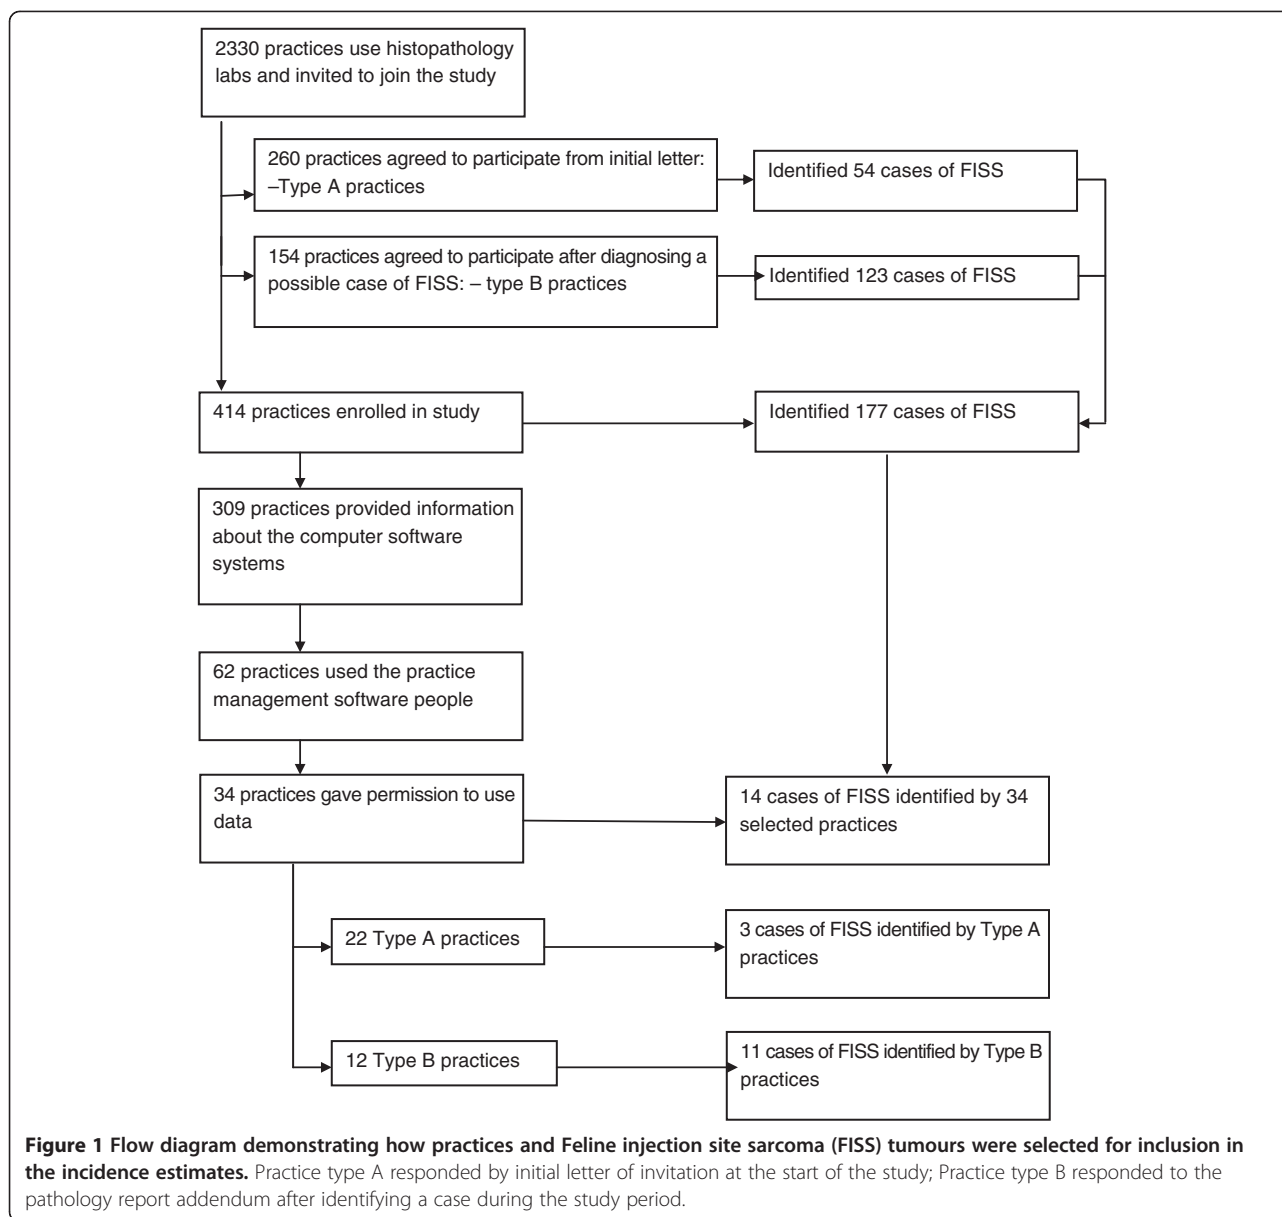 2330 practices use histopathology
labs and invited to join the study
260 practices agreed to participate from initial letter:
–Type A practices
Identified 54 cases of FISS
154 practices agreed to participate after diagnosing a
possible case of FISS: – type B practices
Identified 123 cases of FISS
414 practices enrolled in study
Identified 177 cases of FISS
309 practices provided information
about the computer software
systems
62 practices used the practice
management software people
34 practices gave permission to use
data
14 cases of FISS identified by 34
selected practices
22 Type A practices
3 cases of FISS identified by Type A
practices
12 Type B practices
11 cases of FISS identified by Type B
practices
Figure 1 Flow diagram demonstrating how practices and Feline injection site sarcoma (FISS) tumours were selected for inclusion in
the incidence estimates. Practice type A responded by initial letter of invitation at the start of the study; Practice type B responded to the
pathology report addendum after identifying a case during the study period.